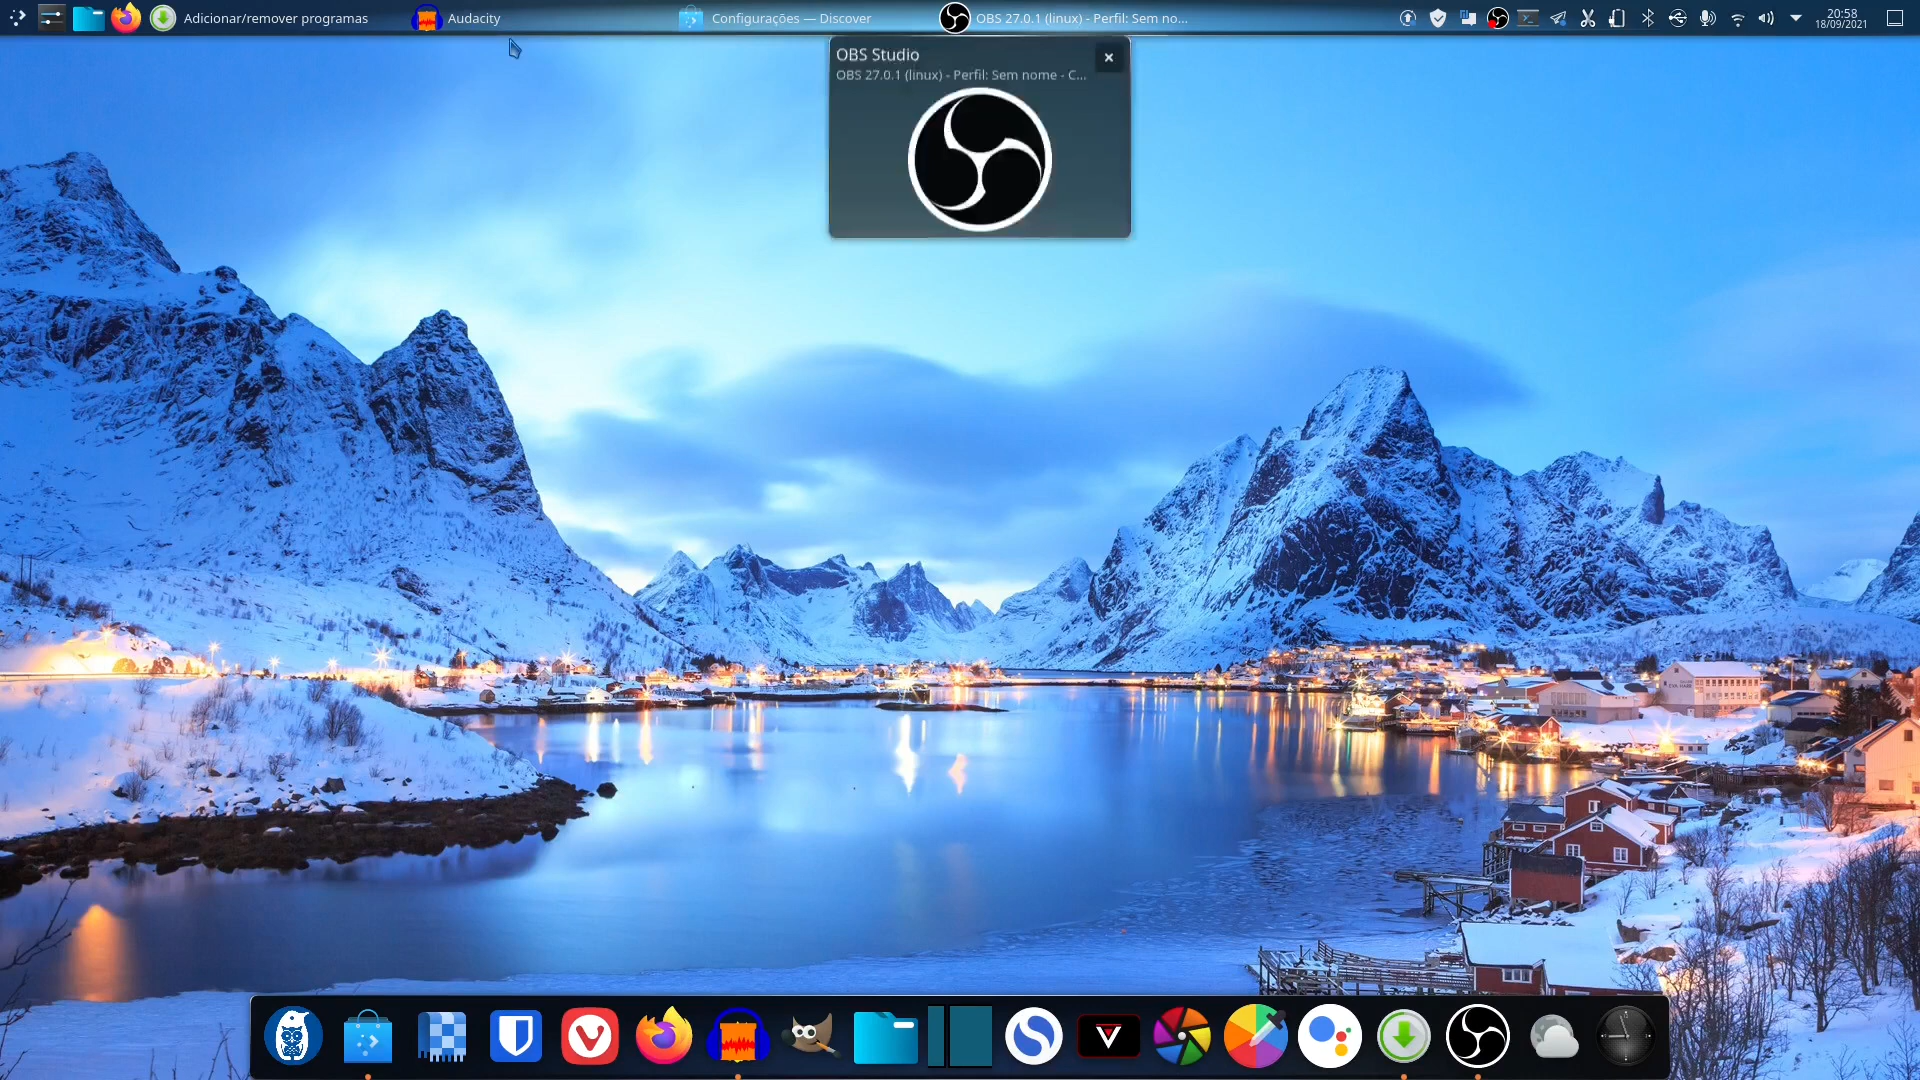 Adicionar/remover programas
Audacity
Configurações — Discover
OBS 27.0.1 (linux) - Perfil: Sem no...
20:58
18/09/2021
OBS Studio
OBS 27.0.1 (linux) - Perfil: Sem nome - C...